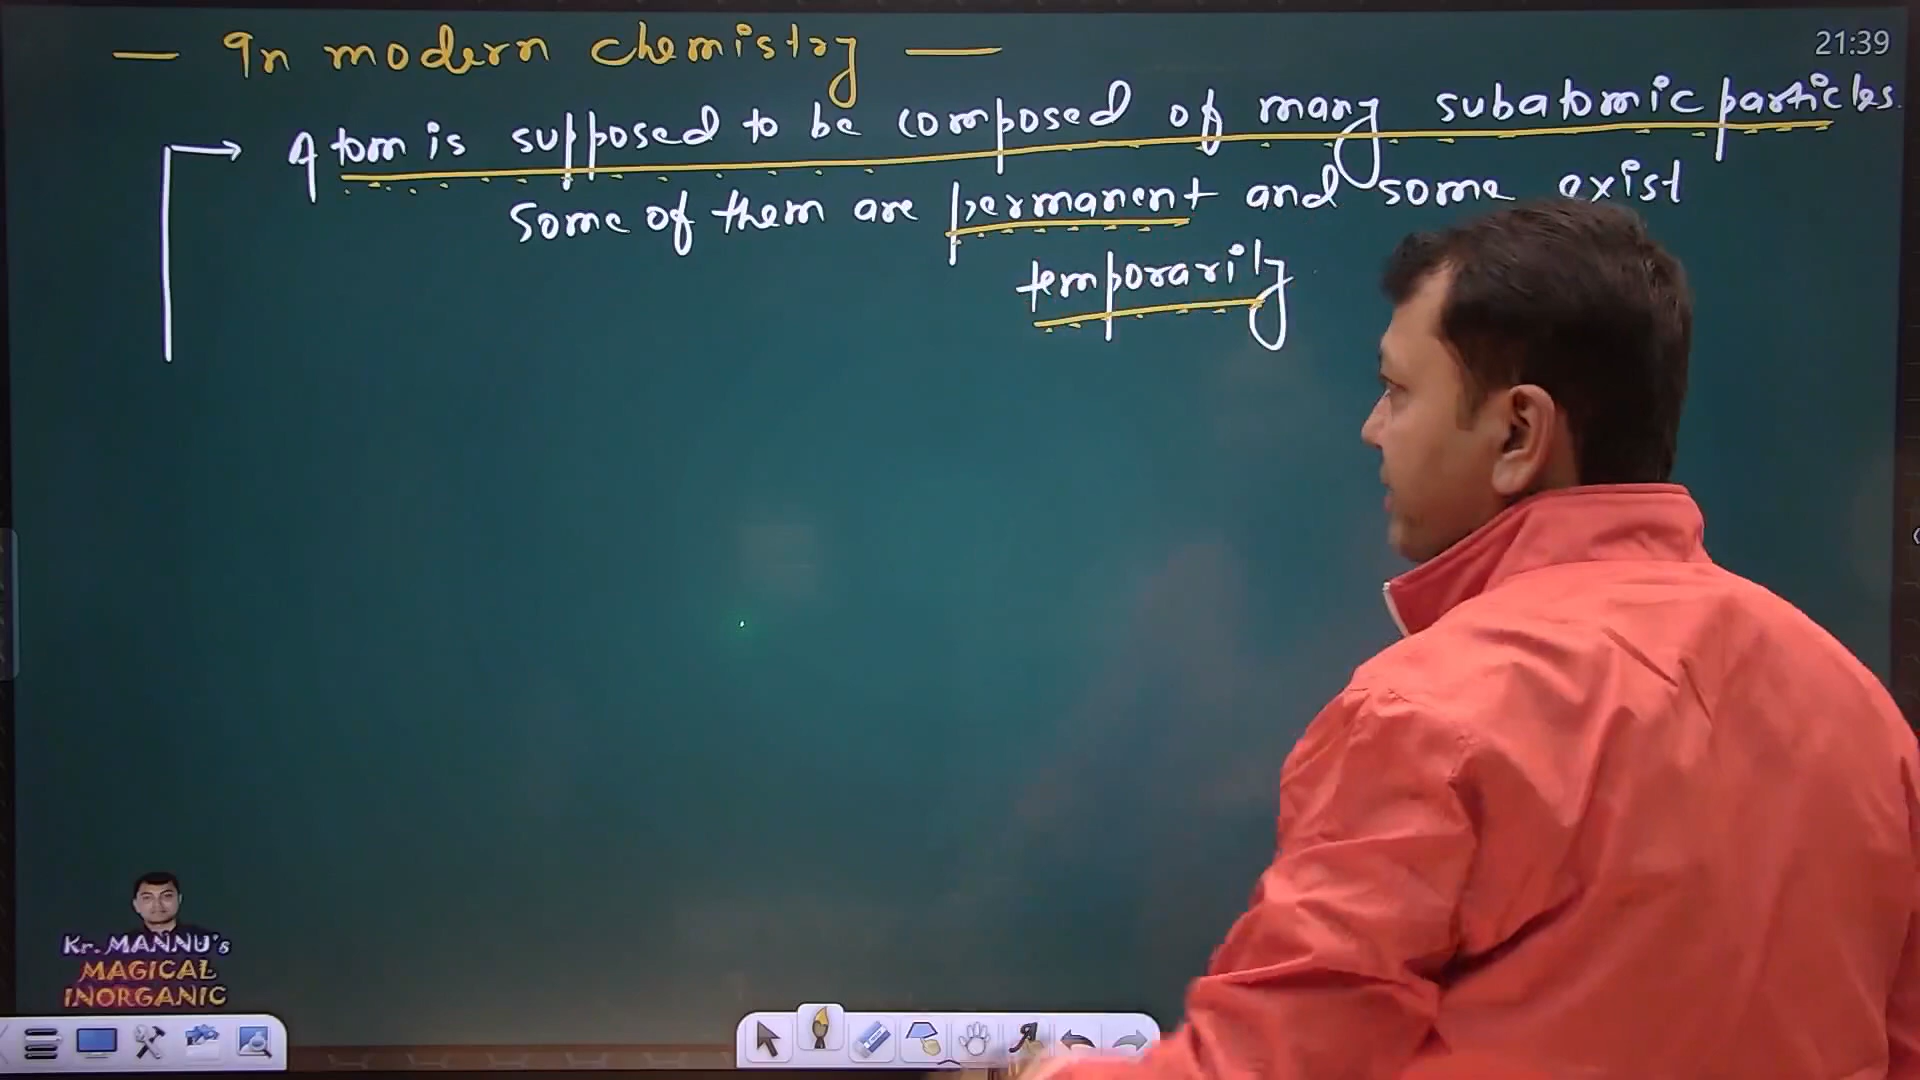 — In modern chemistry —
21:39
Atom is supposed to be composed of many subatomic particles.
Some of them are permanent and some exist
temporarily
Kr. MANNU's
MAGICAL
INORGANIC